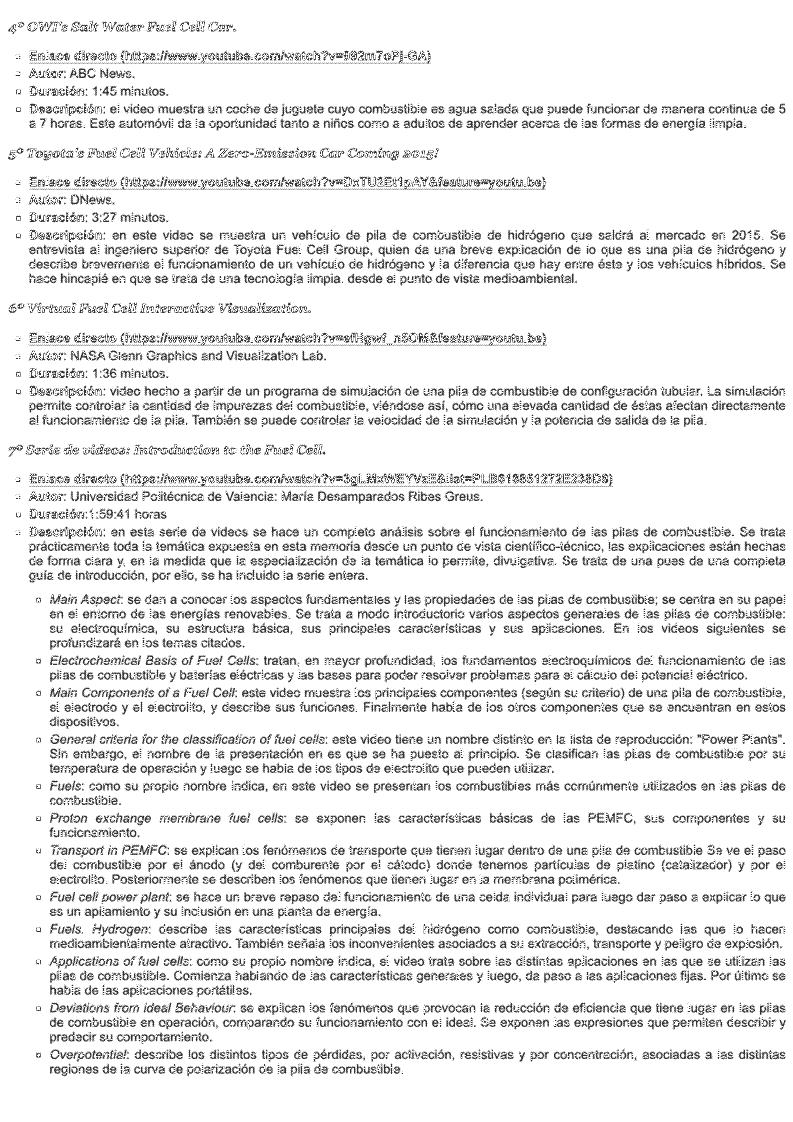 4º OWI's Salt Water Fuel Cell Car.
Enlace directo (https://www.youtube.com/watch?v=
Autor: ABC News.
Duración: 1:45 minutos.
Descripción: el video muestra un coche de juguete cuyo combustible es agua salada que puede funcionar de manera continua de 5
a 7 horas. Este automóvil da la oportunidad tanto a niños como a adultos de aprender acerca de las formas de energía limpia.
5º Toyota's Fuel Cell Vehicle: A Zero-Emission Car Coming 2015!
Enlace directo (https://www.youtube.com/watch?v=DxTU2Et1pAY&feature=youtu.be)
Autor: DNews.
Duración: 3:27 minutos.
Descripción: en este video se muestra un vehículo de pila de combustible de hidrógeno que saldrá al mercado en 2015. Se
entrevista al ingeniero superior de Toyota Fuel Cell Group, quien da una breve explicación de lo que es una pila de hidrógeno y
describe brevemente el funcionamiento de un vehículo de hidrógeno y la diferencia que hay entre éste y los vehículos híbridos. Se
hace hincapié en que se trata de una tecnología limpia, desde el punto de vista medioambiental.
6º Virtual Fuel Cell Interactive Visualization.
Enlace directo (https://www.youtube.com/watch?v=
Autor: NASA Glenn Graphics and Visualization Lab.
Duración: 1:36 minutos.
Descripción: video hecho a partir de un programa de simulación de una pila de combustible de configuración tubular. La simulación
permite controlar la cantidad de impurezas del combustible, viéndose así, cómo una elevada cantidad de éstas afectan directamente
al funcionamiento de la pila. También se puede controlar la velocidad de la simulación y la potencia de salida de la pila.
7º Serie de videos: Introduction to the Fuel Cell.
Enlace directo (https://www.youtube.com/watch?v=
Autor: Universidad Politécnica de Valencia: María Desamparados Ribes Greus.
Duración:1:59:41 horas
Descripción: en esta serie de videos se hace un completo análisis sobre el funcionamiento de las pilas de combustible. Se trata
prácticamente toda la temática expuesta en esta memoria desde un punto de vista científico-técnico, las explicaciones están hechas
de forma clara y, en la medida que la especialización de la temática lo permite, divulgativa. Se trata de una pues de una completa
guía de introducción, por ello, se ha incluido la serie entera.
Main Aspect: se dan a conocer los aspectos fundamentales y las propiedades de las pilas de combustible; se centra en su papel
en el entorno de las energías renovables. Se trata a modo introductorio varios aspectos generales de las pilas de combustible:
su electroquímica, su estructura básica, sus principales características y sus aplicaciones. En los videos siguientes se
profundizará en los temas citados.
Electrochemical Basis of Fuel Cells: tratan, en mayor profundidad, los fundamentos electroquímicos del funcionamiento de las
pilas de combustible y baterías eléctricas y las bases para poder resolver problemas para el cálculo del potencial eléctrico.
Main Components of a Fuel Cell: este video muestra los principales componentes (según su criterio) de una pila de combustible,
el electrodo y el electrolito, y describe sus funciones. Finalmente habla de los otros componentes que se encuentran en estos
dispositivos.
General criteria for the classification of fuel cells: este video tiene un nombre distinto en la lista de reproducción: "Power Plants".
Sin embargo, el nombre de la presentación en es que se ha puesto al principio. Se clasifican las pilas de combustible por su
temperatura de operación y luego se habla de los tipos de electrolito que pueden utilizar.
Fuels: como su propio nombre indica, en este video se presentan los combustibles más comúnmente utilizados en las pilas de
combustible.
Proton exchange membrane fuel cells: se exponen las características básicas de las PEMFC, sus componentes y su
funcionamiento.
Transport in PEMFC: se explican los fenómenos de transporte que tienen lugar dentro de una pila de combustible Se ve el paso
del combustible por el ánodo (y del comburente por el cátodo) donde tenemos partículas de platino (catalizador) y por el
electrolito. Posteriormente se describen los fenómenos que tienen lugar en la membrana polimérica.
Fuel cell power plant: se hace un breve repaso del funcionamiento de una celda individual para luego dar paso a explicar lo que
es un apilamiento y su inclusión en una planta de energía.
Fuels. Hydrogen: describe las características principales del hidrógeno como combustible, destacando las que lo hacen
medioambientalmente atractivo. También señala los inconvenientes asociados a su extracción, transporte y peligro de explosión.
Applications of fuel cells: como su propio nombre indica, el video trata sobre las distintas aplicaciones en las que se utilizan las
pilas de combustible. Comienza hablando de las características generales y luego, da paso a las aplicaciones fijas. Por último se
habla de las aplicaciones portátiles.
Deviations from ideal Behaviour: se explican los fenómenos que provocan la reducción de eficiencia que tiene lugar en las pilas
de combustible en operación, comparando su funcionamiento con el ideal. Se exponen las expresiones que permiten describir y
predecir su comportamiento.
Overpotential: describe los distintos tipos de pérdidas, por activación, resistivas y por concentración, asociadas a las distintas
regiones de la curva de polarización de la pila de combustible.